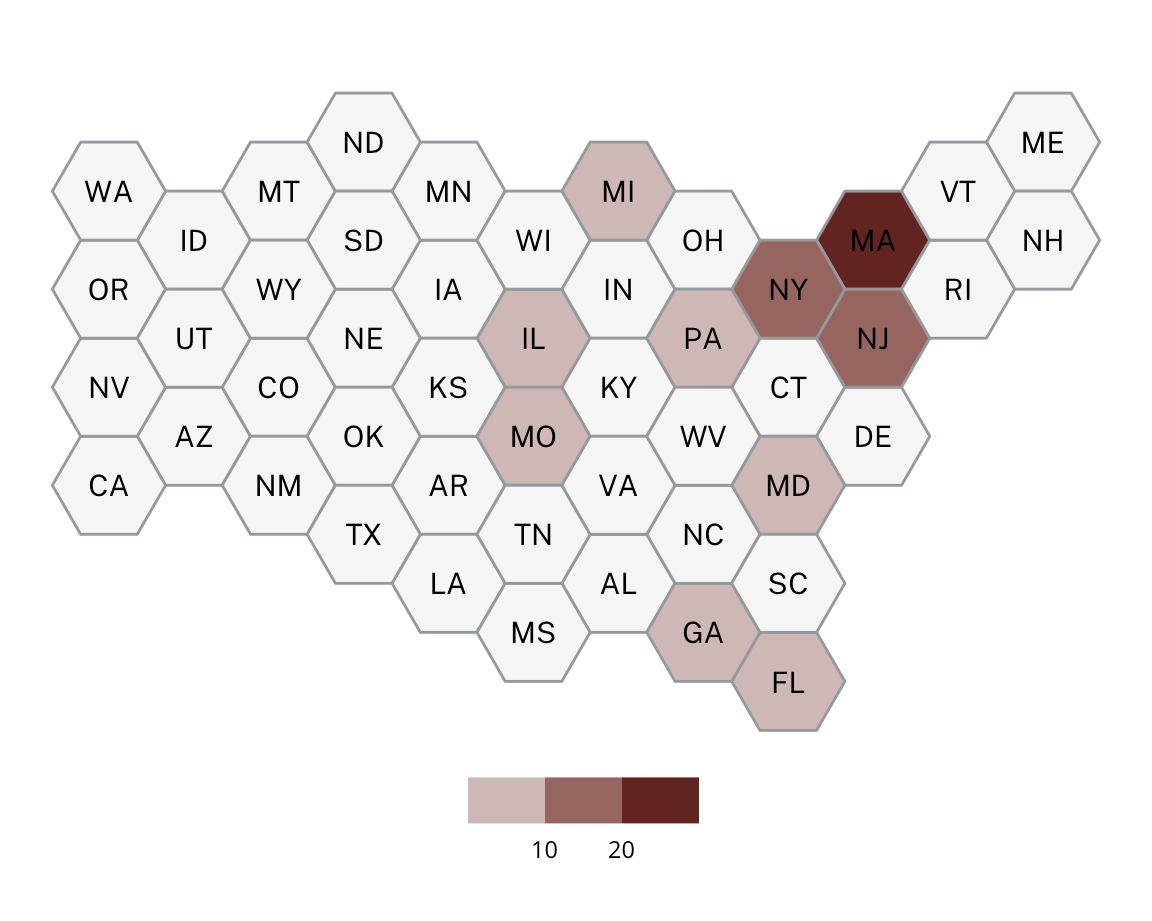 ND ME
WA MT MN MI VT
ID SD WI OH MA NH
OR WY IA IN NY RI
UT NE IL PA NJ
NV CO KS KY CT
AZ OK MO WV DE
CA NM AR VA MD
TX TN NC
LA AL SC
MS GA
FL
10 20